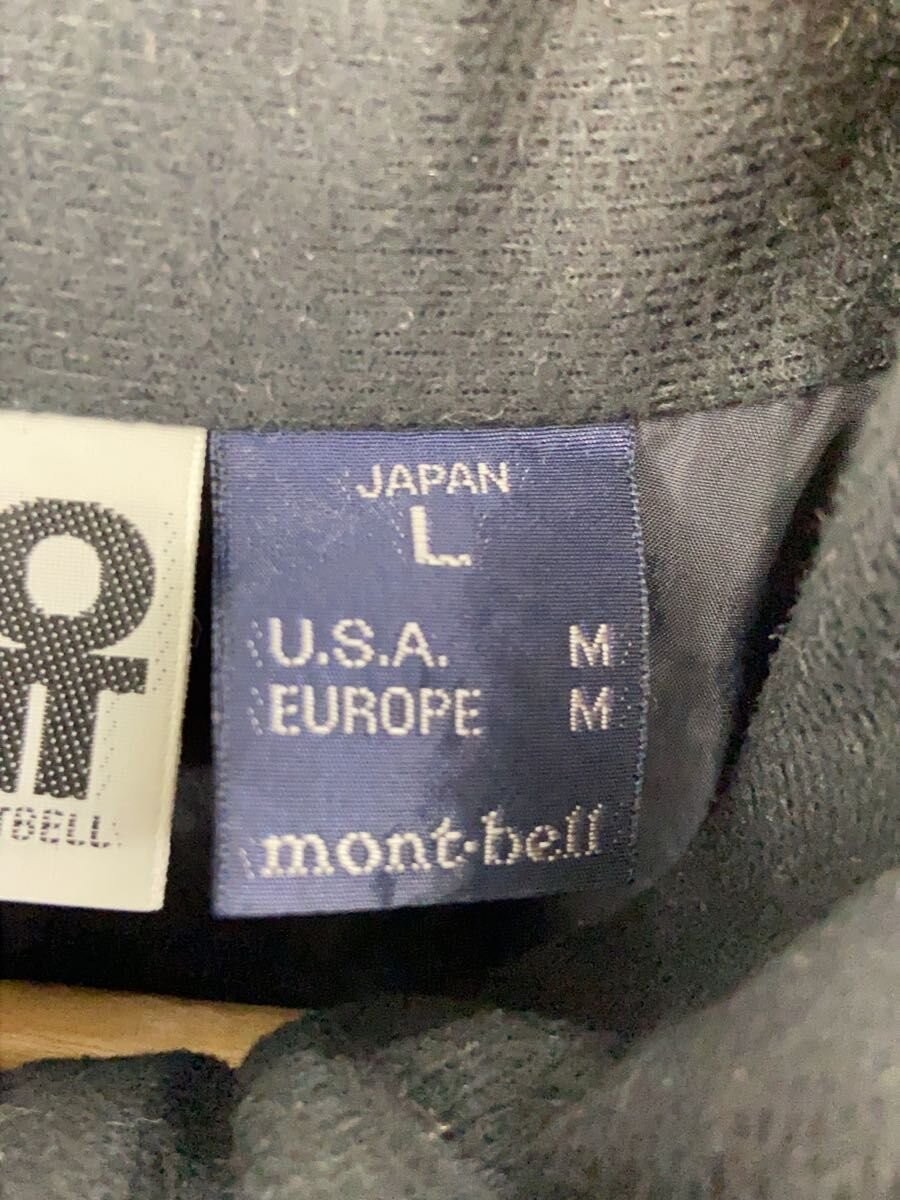 JAPAN
L
U.S.A. M
EUROPE M
mont·bell